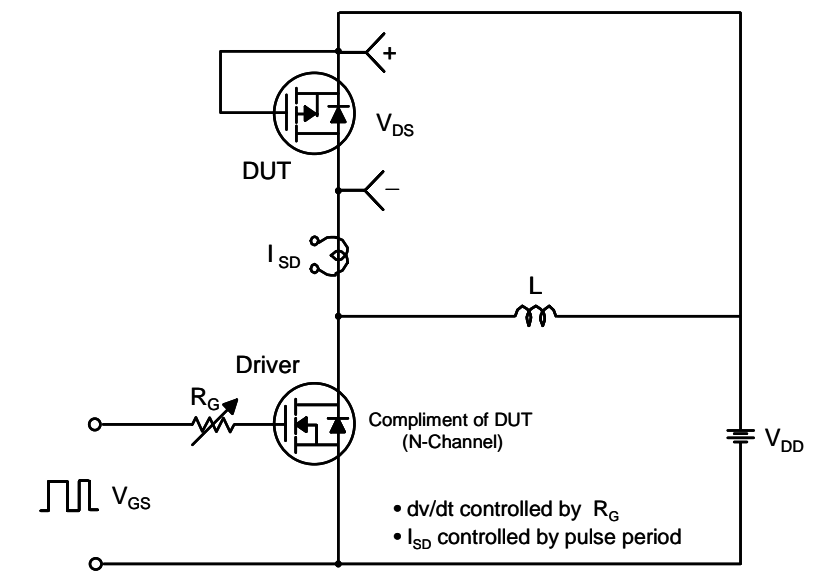 +
V_DS
DUT
−
I_SD
L
Driver
R_G
Compliment of DUT
(N-Channel)
V_DD
V_GS
• dv/dt controlled by R_G
• I_SD controlled by pulse period